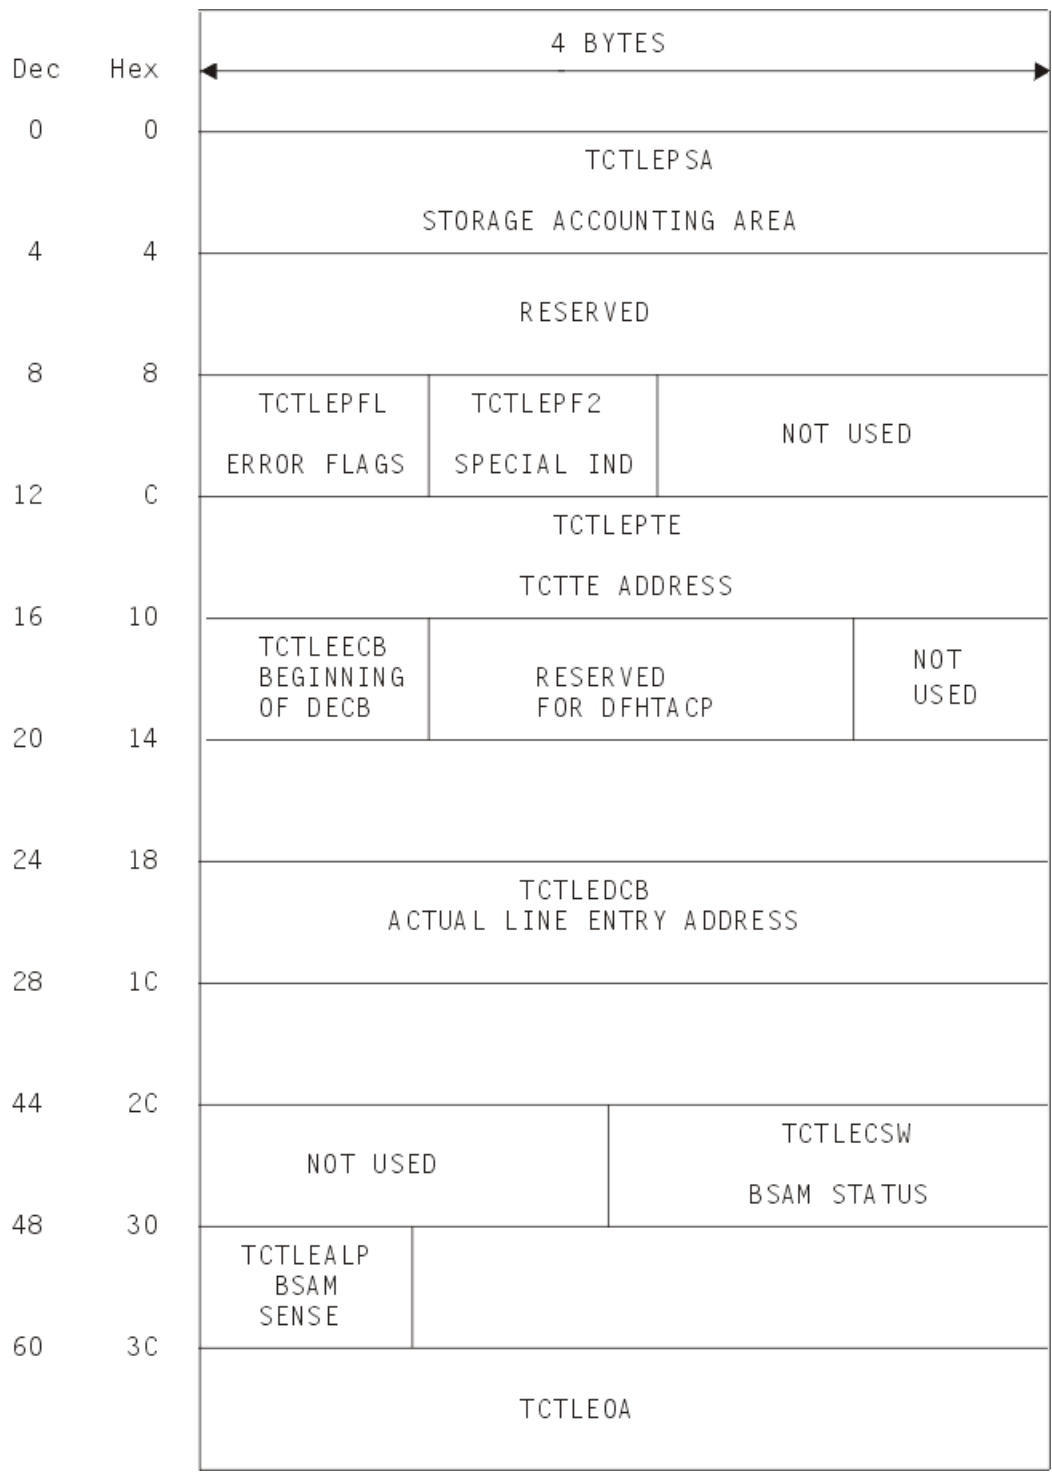 4 BYTES
Dec Hex
0 0
TCTLEPSA
STORAGE ACCOUNTING AREA
4 4
RESERVED
8 8
TCTLEPFL TCTLEPF2
NOT USED
ERROR FLAGS SPECIAL IND
12 C
TCTLEPTE
TCTTE ADDRESS
16 10
TCTLEECB
BEGINNING
OF DECB
RESERVED
FOR DFHTACP
NOT
USED
20 14
24 18
TCTLEDCB
ACTUAL LINE ENTRY ADDRESS
28 1C
44 2C
NOT USED
TCTLECSW
BSAM STATUS
48 30
TCTLEALP
BSAM
SENSE
60 3C
TCTLEOA